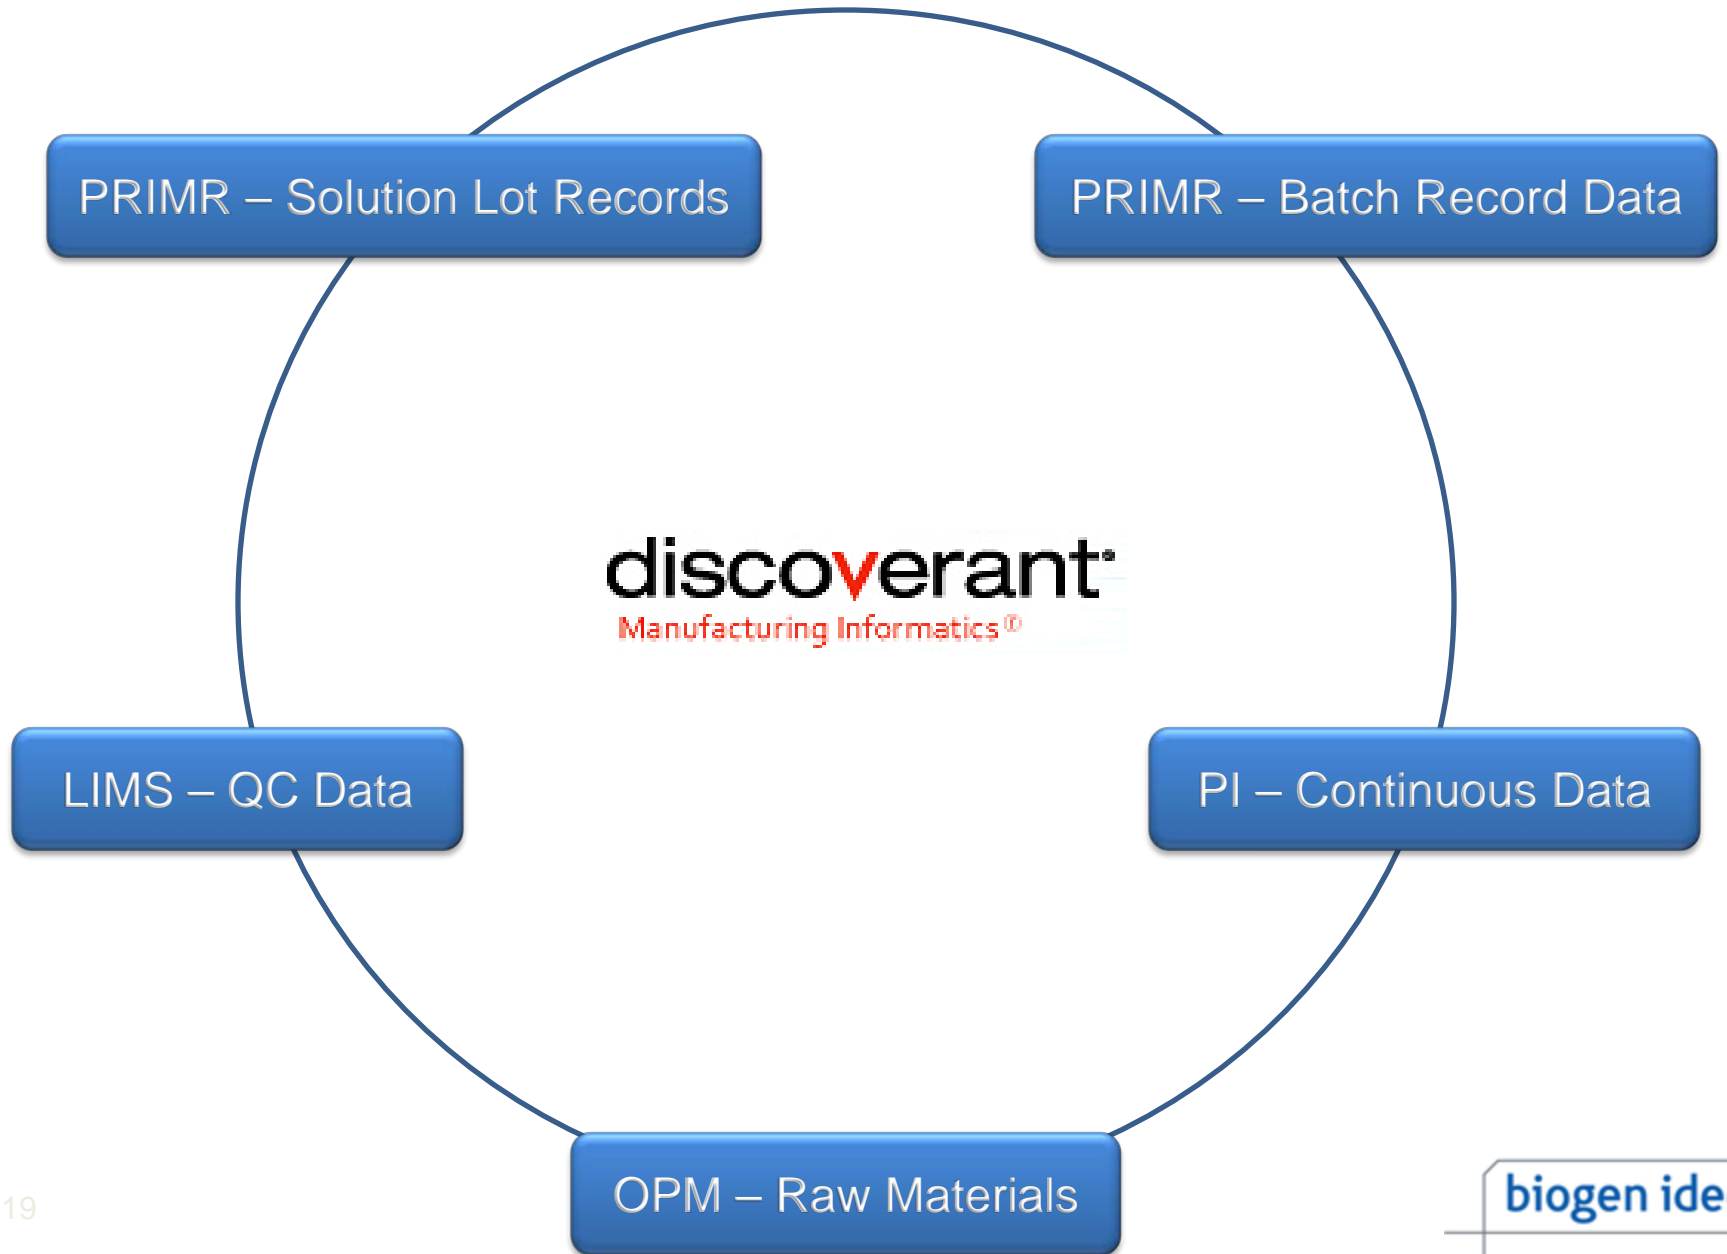 PRIMR – Solution Lot Records
PRIMR – Batch Record Data
discoverant®
Manufacturing Informatics®
LIMS – QC Data
PI – Continuous Data
OPM – Raw Materials
19
biogen ide